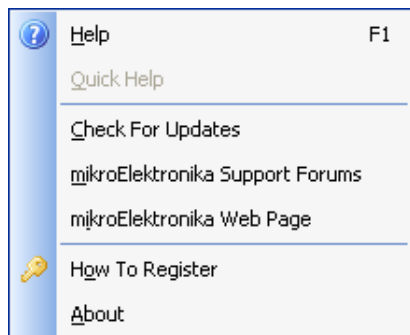 Help F1
Quick Help
Check For Updates
mikroElektronika Support Forums
mikroElektronika Web Page
How To Register
About